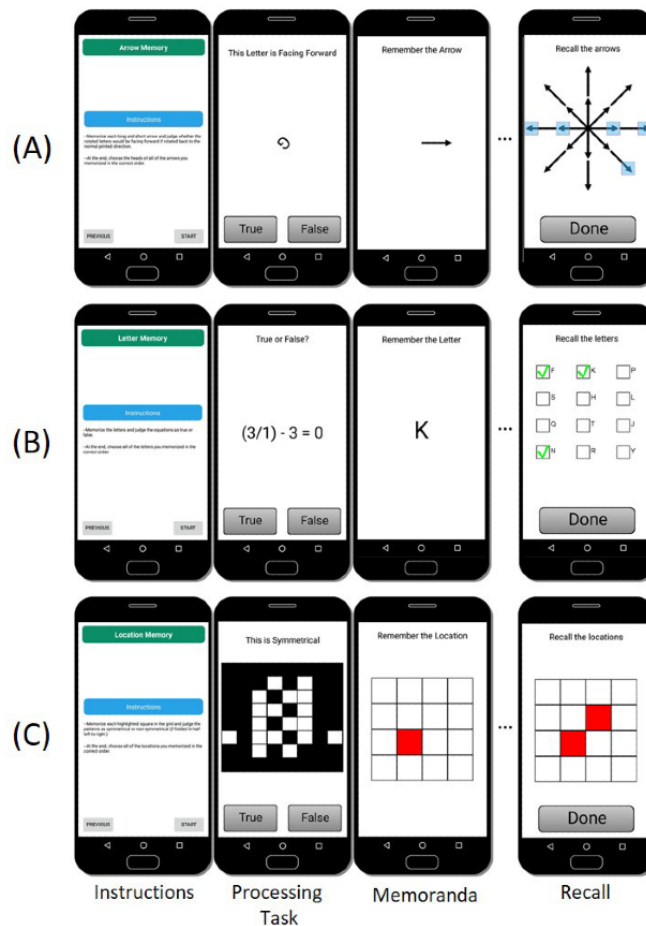 (A)
Arrow Memory
Instructions
-Memorize each long and short arrow and judge whether the
rotated letters would be facing forward if rotated back to the
normal printed direction.
-At the end, choose the heads of all of the arrows you
memorized in the correct order.
PREVIOUS START
This Letter is Facing Forward
G
True False
Remember the Arrow
...
Recall the arrows
Done
(B)
Letter Memory
Instructions
-Memorize the letters and judge the equations as true or
false.
-At the end, choose all of the letters you memorized in the
correct order.
PREVIOUS START
True or False?
(3/1) - 3 = 0
True False
Remember the Letter
K
...
Recall the letters
F K P
S H L
Q T J
N R Y
Done
(C)
Location Memory
Instructions
-Memorize each highlighted square in the grid and judge the
patterns as symmetrical or non-symmetrical (if folded in half
left to right.)
-At the end, choose all of the locations you memorized in the
correct order.
PREVIOUS START
This is Symmetrical
True False
Remember the Location
...
Recall the locations
Done
Instructions
Processing
Task
Memoranda
Recall